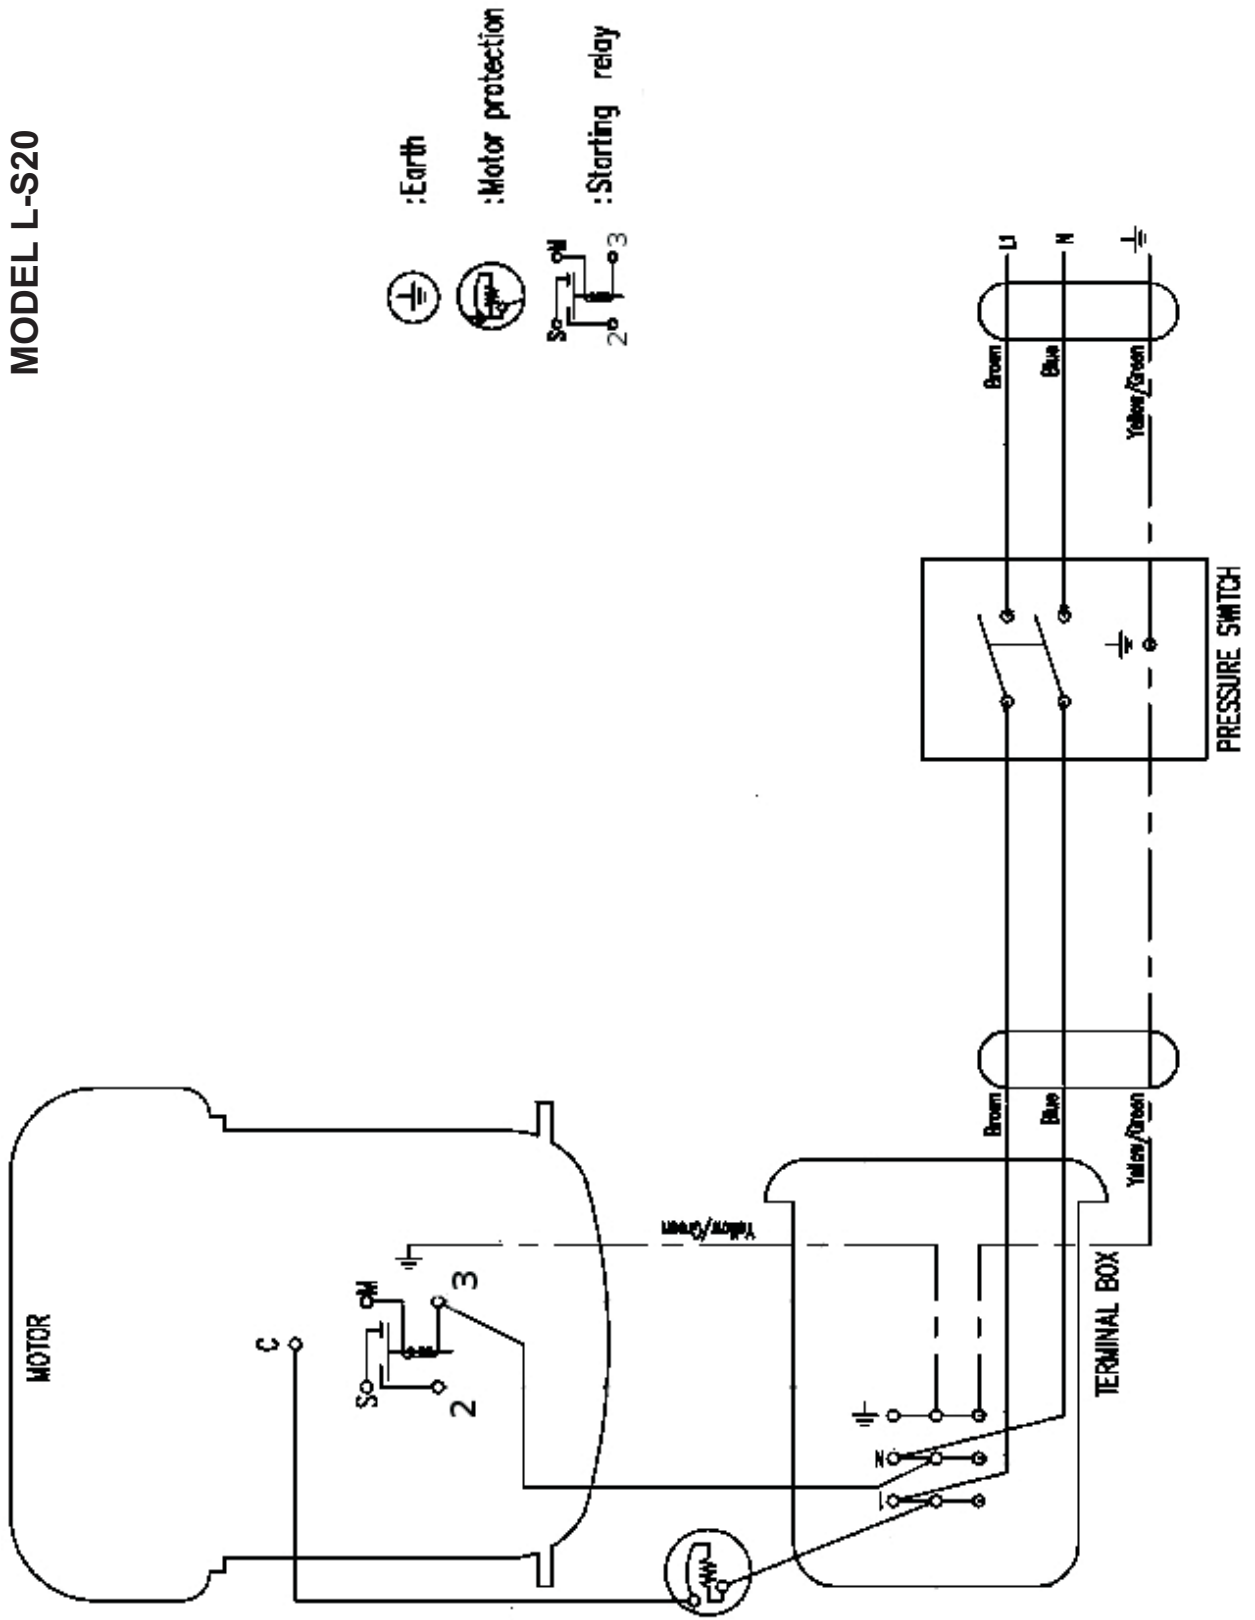 MODEL L-S20
:Earth
:Motor protection
S M
2 3
:Starting relay
L1
Brown
N
Blue
Yellow/Green
PRESSURE SWITCH
MOTOR
C
S M
2 3
Yellow/Green
Brown
Blue
Yellow/Green
N
L
TERMINAL BOX